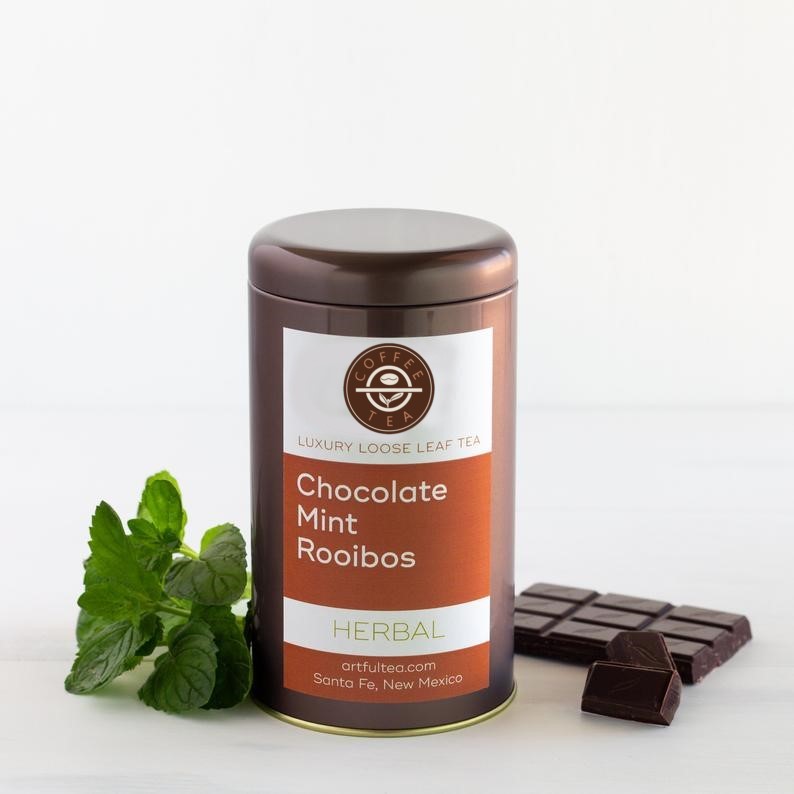 COFFEE
TEA
LUXURY LOOSE LEAF TEA
Chocolate
Mint
Rooibos
HERBAL
artfultea.com
Santa Fe, New Mexico